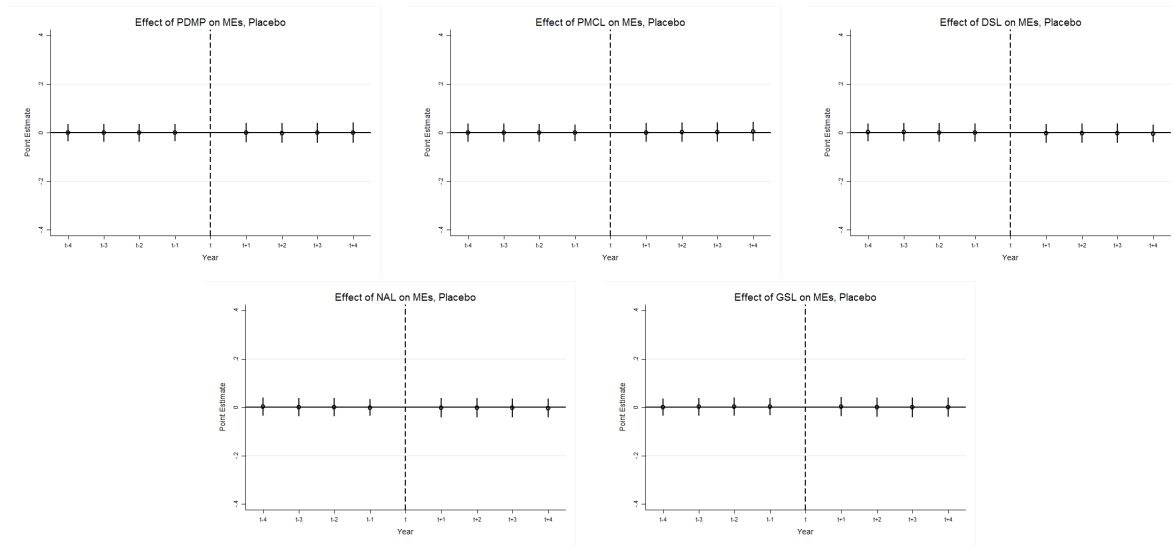 Effect of PDMP on MEs, Placebo
.4
.2
0
-.2
-.4
Point Estimate
t-4 t-3 t-2 t-1 t t+1 t+2 t+3 t+4
Year
Effect of PMCL on MEs, Placebo
.4
.2
0
-.2
-.4
Point Estimate
t-4 t-3 t-2 t-1 t t+1 t+2 t+3 t+4
Year
Effect of DSL on MEs, Placebo
.4
.2
0
-.2
-.4
Point Estimate
t-4 t-3 t-2 t-1 t t+1 t+2 t+3 t+4
Year
Effect of NAL on MEs, Placebo
.4
.2
0
-.2
-.4
Point Estimate
t-4 t-3 t-2 t-1 t t+1 t+2 t+3 t+4
Year
Effect of GSL on MEs, Placebo
.4
.2
0
-.2
-.4
Point Estimate
t-4 t-3 t-2 t-1 t t+1 t+2 t+3 t+4
Year